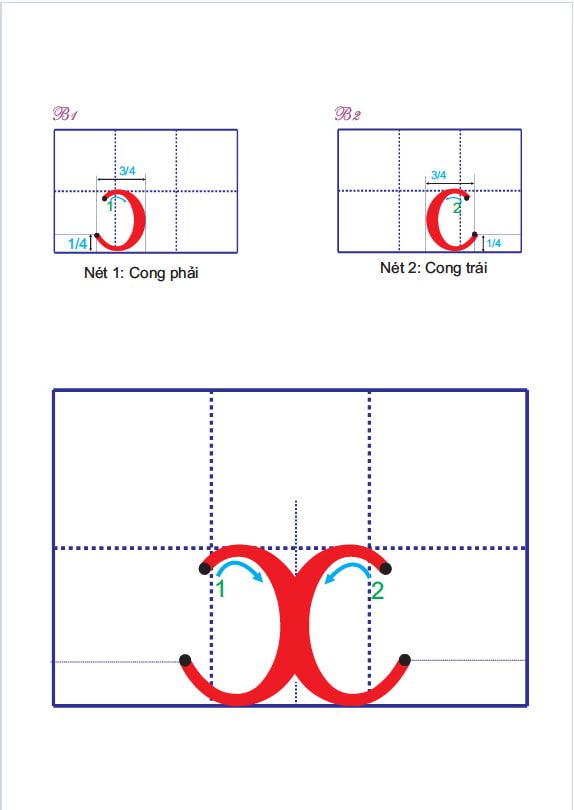 B1
B2
3/4
1
1/4
3/4
2
1/4
Nét 1: Cong phải
Nét 2: Cong trái
1
2
x